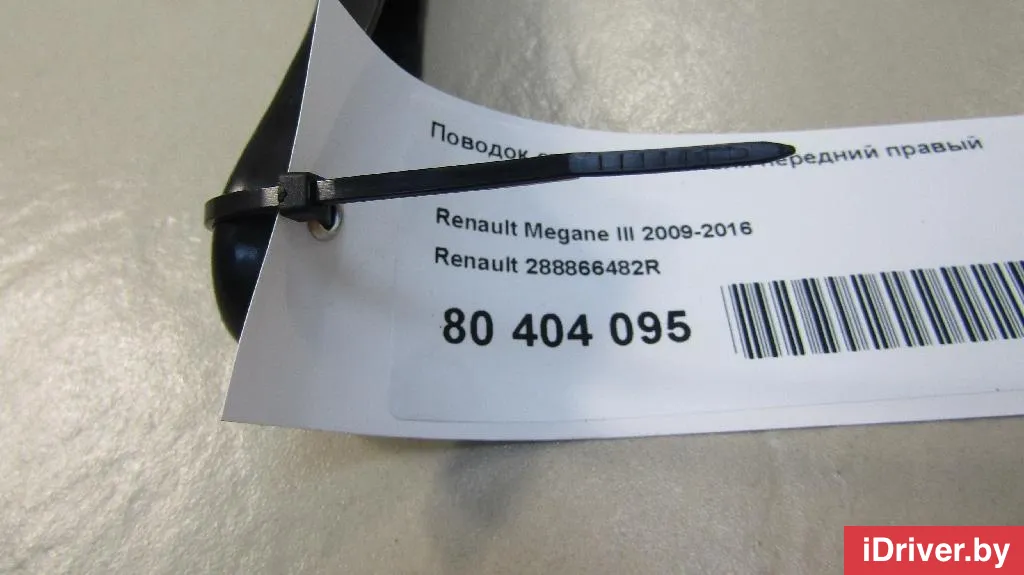 Поводок передний правый
Renault Megane III 2009-2016
Renault 288866482R
80 404 095
iDriver.by